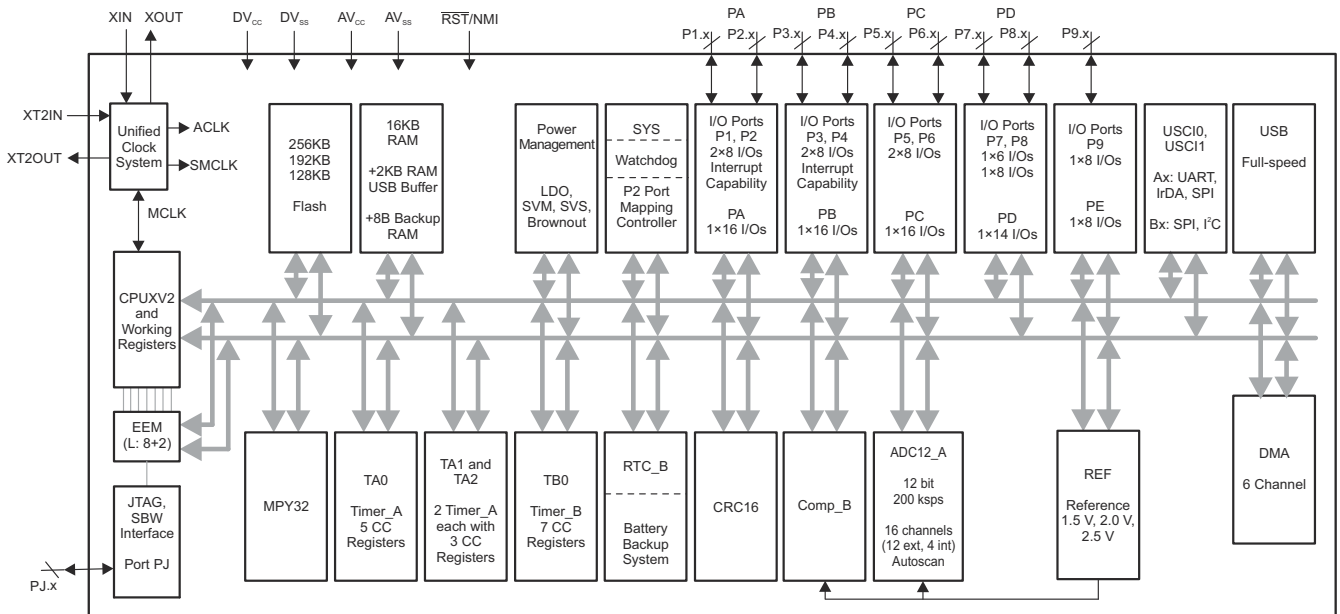 XIN XOUT DVCC DVSS AVCC AVSS RST/NMI
PA PB PC PD
P1.x P2.x P3.x P4.x P5.x P6.x P7.x P8.x P9.x
XT2IN
XT2OUT
Unified
Clock
System
ACLK
SMCLK
MCLK
256KB
192KB
128KB
Flash
16KB
RAM
+2KB RAM
USB Buffer
+8B Backup
RAM
Power
Management
LDO,
SVM, SVS,
Brownout
SYS
Watchdog
P2 Port
Mapping
Controller
I/O Ports
P1, P2
2×8 I/Os
Interrupt
Capability
PA
1×16 I/Os
I/O Ports
P3, P4
2×8 I/Os
Interrupt
Capability
PB
1×16 I/Os
I/O Ports
P5, P6
2×8 I/Os
PC
1×16 I/Os
I/O Ports
P7, P8
1×6 I/Os
1×8 I/Os
PD
1×14 I/Os
I/O Ports
P9
1×8 I/Os
PE
1×8 I/Os
USCI0,
USCI1
Ax: UART,
IrDA, SPI
Bx: SPI, I²C
USB
Full-speed
CPUXV2
and
Working
Registers
EEM
(L: 8+2)
JTAG,
SBW
Interface
Port PJ
PJ.x
MPY32
TA0
Timer_A
5 CC
Registers
TA1 and
TA2
2 Timer_A
each with
3 CC
Registers
TB0
Timer_B
7 CC
Registers
RTC_B
Battery
Backup
System
CRC16
Comp_B
ADC12_A
12 bit
200 ksps
16 channels
(12 ext, 4 int)
Autoscan
REF
Reference
1.5 V, 2.0 V,
2.5 V
DMA
6 Channel